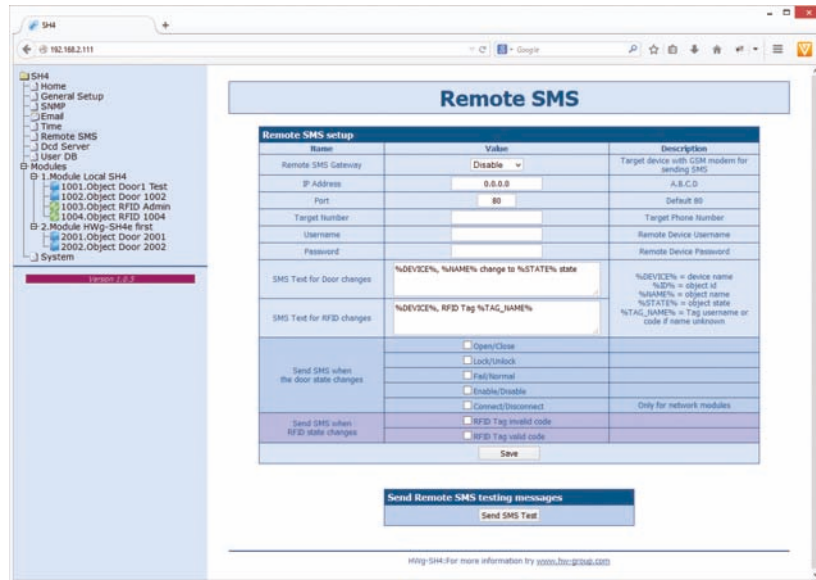 SH4
192.168.2.111
Google
SH4
Home
General Setup
SNMP
Email
Time
Remote SMS
Dcd Server
User DB
Modules
1.Module Local SH4
1001.Object Door1 Test
1002.Object Door 1002
1003.Object RFID Admin
1004.Object RFID 1004
2.Module HWg-SH4e first
2001.Object Door 2001
2002.Object Door 2002
System
Version 1.0.3
Remote SMS
Remote SMS setup
Name Value Description
Remote SMS Gateway Disable Target device with GSM modem for
sending SMS
IP Address 0.0.0.0 A.B.C.D
Port 80 Default 80
Target Number Target Phone Number
Username Remote Device Username
Password Remote Device Password
SMS Text for Door changes %DEVICE%, %NAME% change to %STATE% state
SMS Text for RFID changes %DEVICE%, RFID Tag %TAG_NAME%
%DEVICE% = device name
%ID% = object id
%NAME% = object name
%STATE% = object state
%TAG_NAME% = Tag username or
code if name unknown
Send SMS when
the door state changes
Open/Close
Lock/Unlock
Fail/Normal
Enable/Disable
Connect/Disconnect Only for network modules
Send SMS when
RFID state changes
RFID Tag invalid code
RFID Tag valid code
Save
Send Remote SMS testing messages
Send SMS Test
HWg-SH4:For more information try www.hw-group.com